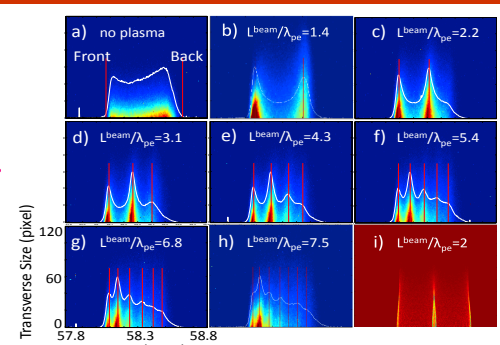 a) no plasma
Front Back
b) L^beam/λ_pe=1.4
c) L^beam/λ_pe=2.2
d) L^beam/λ_pe=3.1
e) L^beam/λ_pe=4.3
f) L^beam/λ_pe=5.4
g) L^beam/λ_pe=6.8
h) L^beam/λ_pe=7.5
i) L^beam/λ_pe=2
Transverse Size (pixel)
120
60
0
57.8 58.3 58.8